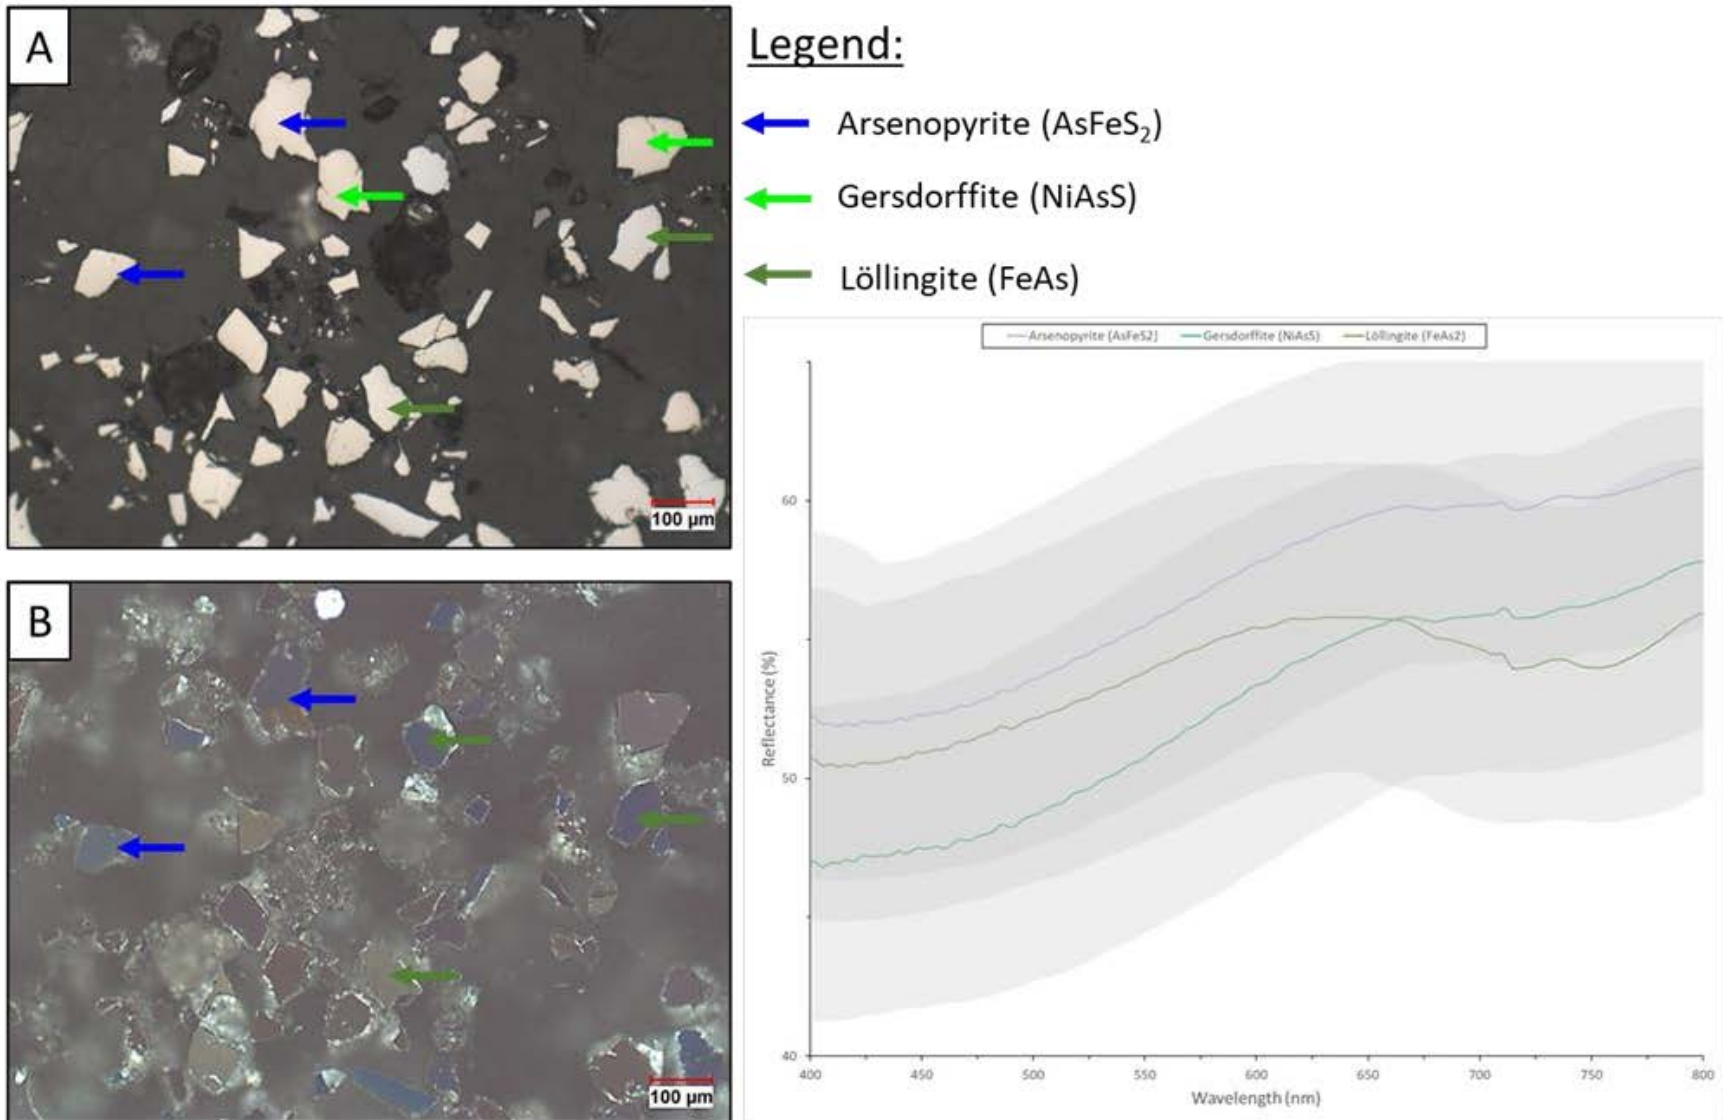 A
100 µm
B
100 µm
Legend:
Arsenopyrite (AsFeS₂)
Gersdorffite (NiAsS)
Löllingite (FeAs)
Arsenopyrite (AsFeS2) Gersdorffite (NiAsS) Löllingite (FeAs2)
Reflectance (%)
60
50
40
400 450 500 550 600 650 700 750 800
Wavelength (nm)